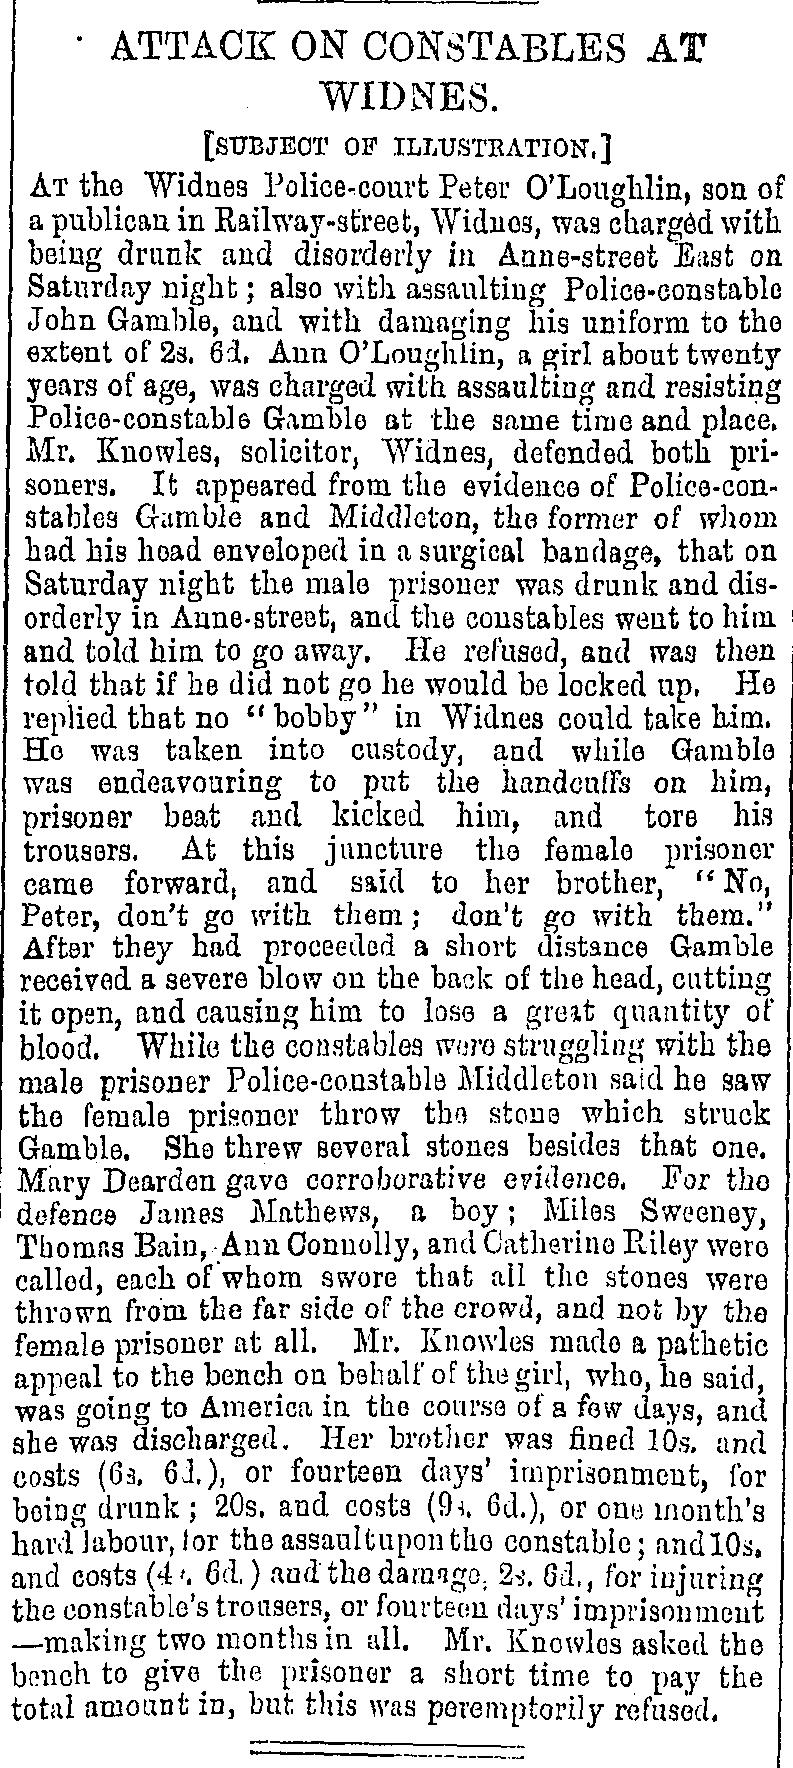 ATTACK ON CONSTABLES AT
WIDNES.
[SUBJECT OF ILLUSTRATION.]
AT the Widnes Police-court Peter O'Loughlin, son of
a publican in Railway-street, Widnes, was charged with
being drunk and disorderly in Anne-street East on
Saturday night; also with assaulting Police-constable
John Gamble, and with damaging his uniform to the
extent of 2s. 6d. Ann O'Loughlin, a girl about twenty
years of age, was charged with assaulting and resisting
Police-constable Gamble at the same time and place.
Mr. Knowles, solicitor, Widnes, defended both pri-
soners. It appeared from the evidence of Police-con-
stables Gamble and Middleton, the former of whom
had his head enveloped in a surgical bandage, that on
Saturday night the male prisoner was drunk and dis-
orderly in Anne-street, and the constables went to him
and told him to go away. He refused, and was then
told that if he did not go he would be locked up. He
replied that no "bobby" in Widnes could take him.
He was taken into custody, and while Gamble
was endeavouring to put the handcuffs on him,
prisoner beat and kicked him, and tore his
trousers. At this juncture the female prisoner
came forward, and said to her brother, "No,
Peter, don't go with them; don't go with them."
After they had proceeded a short distance Gamble
received a severe blow on the back of the head, cutting
it open, and causing him to lose a great quantity of
blood. While the constables were struggling with the
male prisoner Police-constable Middleton said he saw
the female prisoner throw the stone which struck
Gamble. She threw several stones besides that one.
Mary Dearden gave corroborative evidence. For the
defence James Mathews, a boy; Miles Sweeney,
Thomas Bain, Ann Connolly, and Catherine Riley were
called, each of whom swore that all the stones were
thrown from the far side of the crowd, and not by the
female prisoner at all. Mr. Knowles made a pathetic
appeal to the bench on behalf of the girl, who, he said,
was going to America in the course of a few days, and
she was discharged. Her brother was fined 10s. and
costs (6s. 6d.), or fourteen days' imprisonment, for
being drunk; 20s. and costs (9s. 6d.), or one month's
hard labour, for the assault upon the constable; and 10s.
and costs (4s. 6d.) and the damage, 2s. 6d., for injuring
the constable's trousers, or fourteen days' imprisonment
—making two months in all. Mr. Knowles asked the
bench to give the prisoner a short time to pay the
total amount in, but this was peremptorily refused.